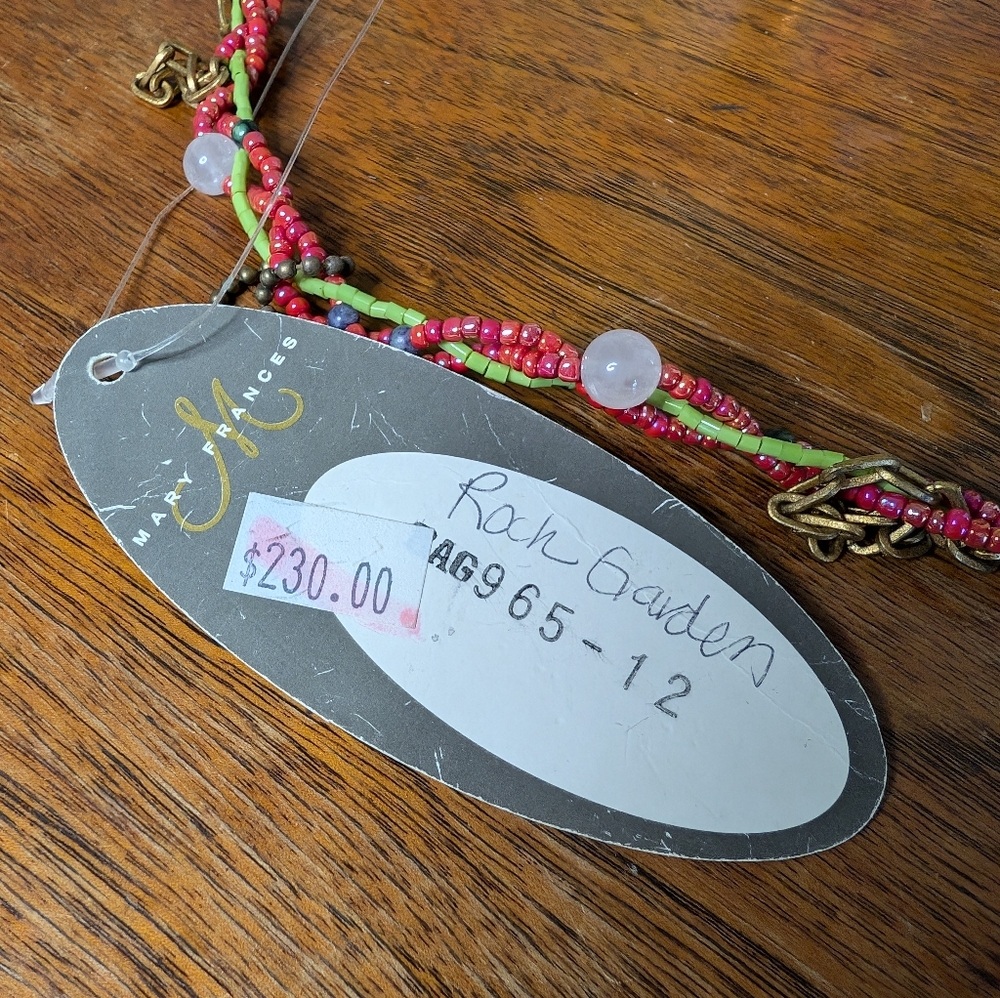 MARY FRANCES
M
$230.00
Rock Garden
AG965-12